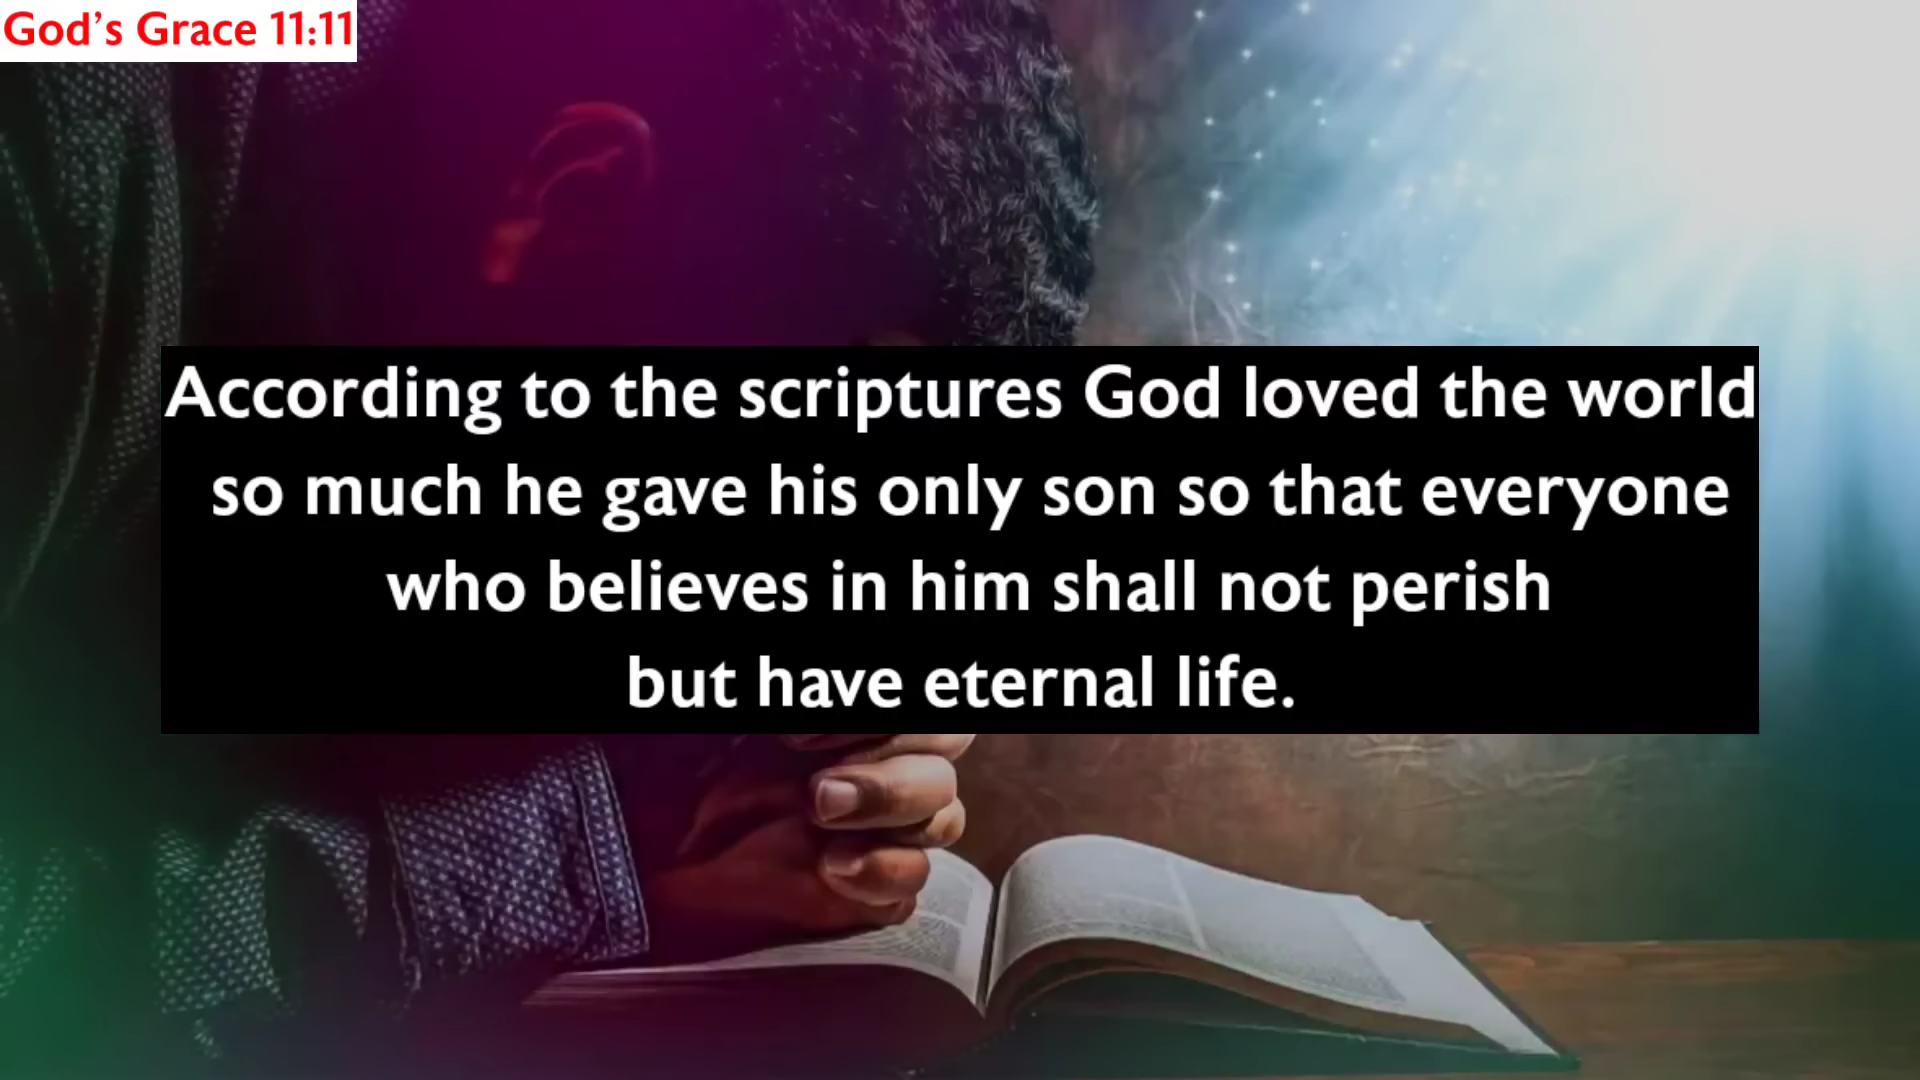 God's Grace 11:11
According to the scriptures God loved the world
so much he gave his only son so that everyone
who believes in him shall not perish
but have eternal life.